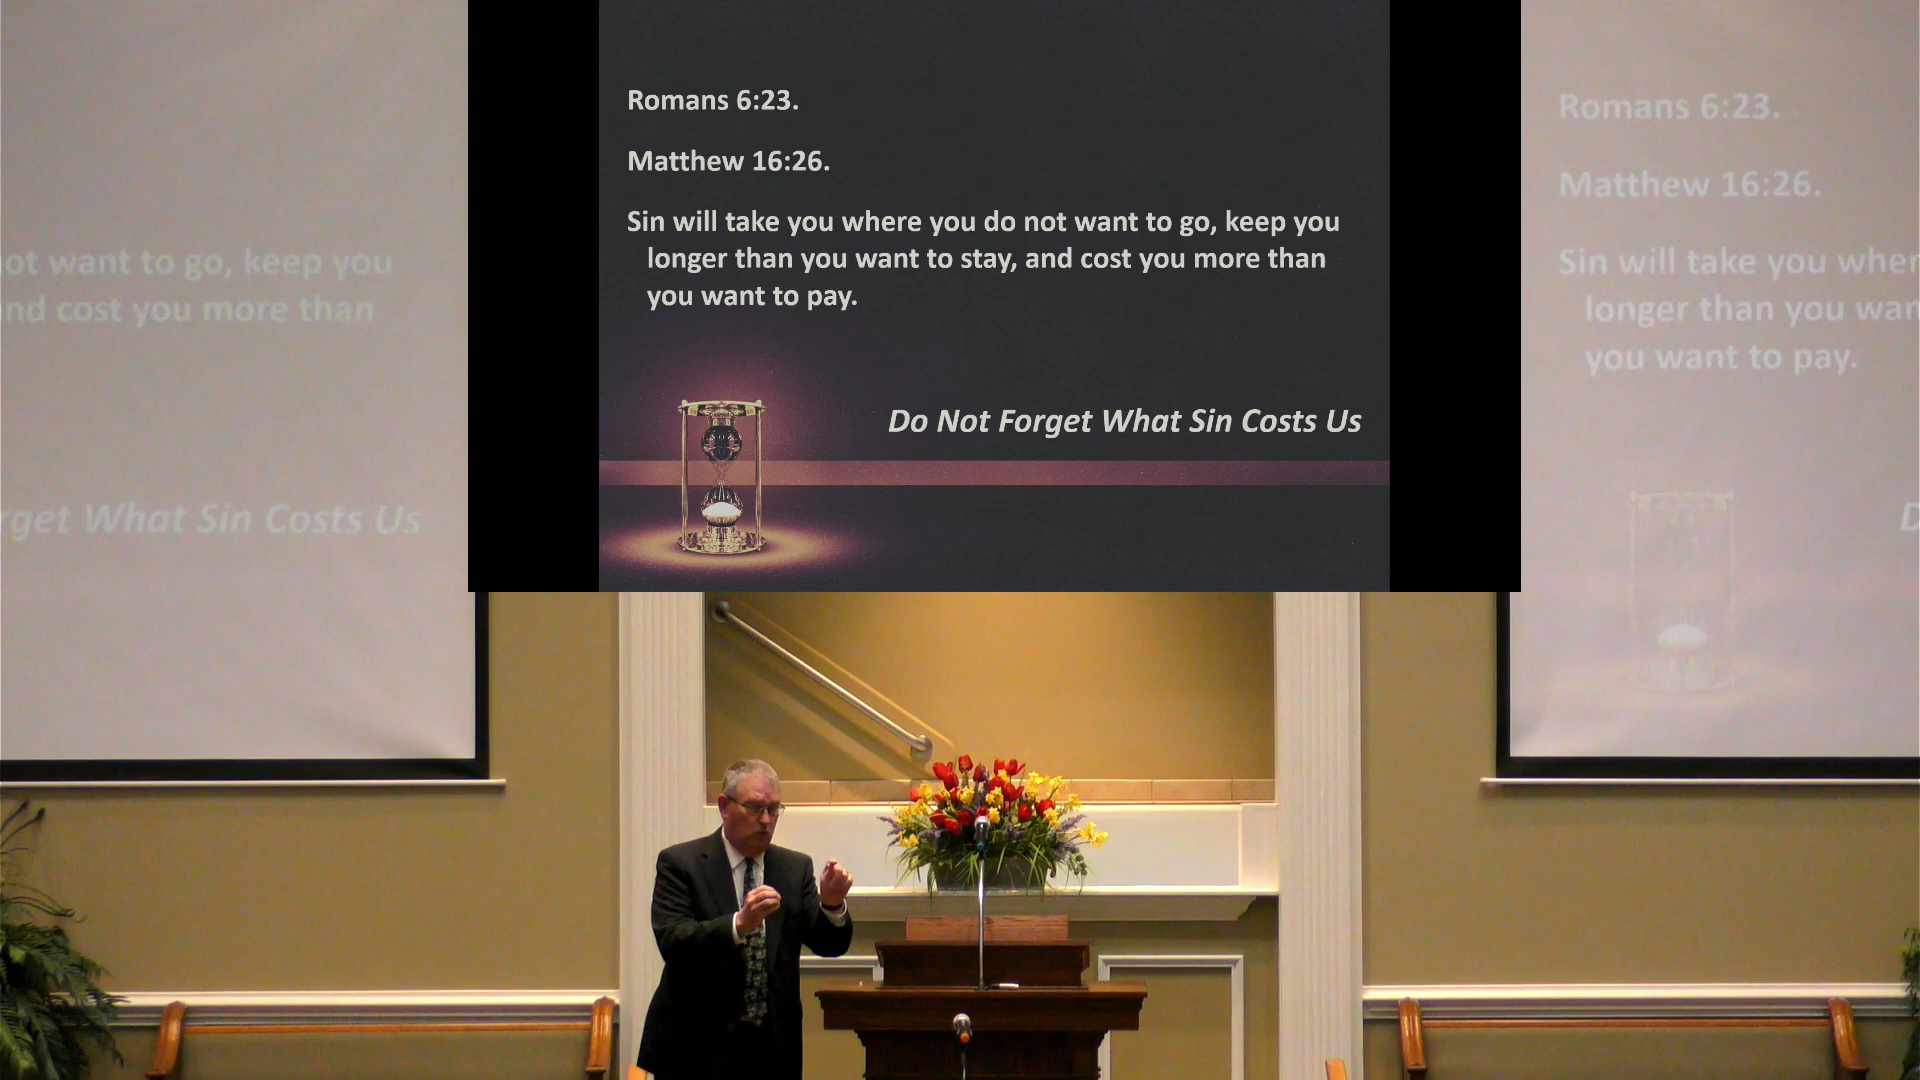 Romans 6:23.
Matthew 16:26.
Sin will take you where you do not want to go, keep you
longer than you want to stay, and cost you more than
you want to pay.
Do Not Forget What Sin Costs Us
not want to go, keep you
and cost you more than
rget What Sin Costs Us
Romans 6:23.
Matthew 16:26.
Sin will take you wher
longer than you wan
you want to pay.
D